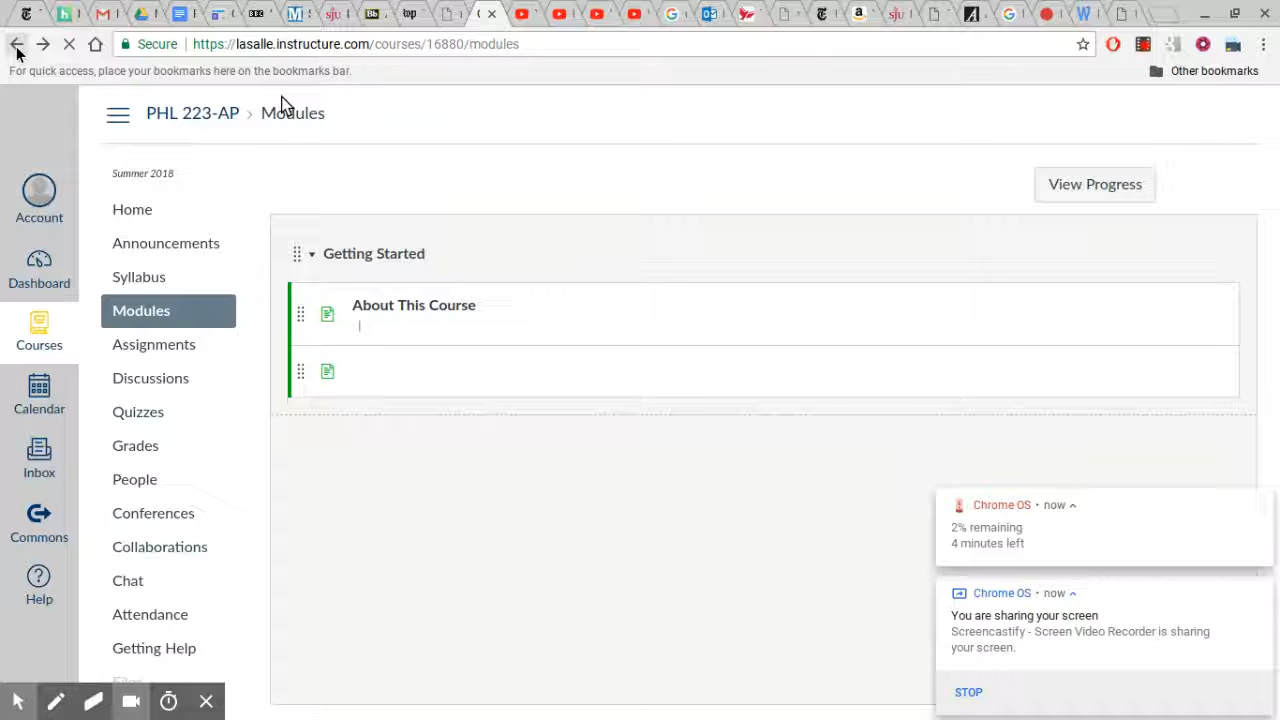 top
Secure
https://lasalle.instructure.com/courses/16880/modules
For quick access, place your bookmarks here on the bookmarks bar.
Other bookmarks
PHL 223-AP › Modules
Summer 2018
View Progress
Account
Dashboard
Courses
Calendar
Inbox
Commons
Help
Home
Announcements
Syllabus
Modules
Assignments
Discussions
Quizzes
Grades
People
Conferences
Collaborations
Chat
Attendance
Getting Help
Files
Getting Started
About This Course
Chrome OS • now
2% remaining
4 minutes left
Chrome OS • now
You are sharing your screen
Screencastify - Screen Video Recorder is sharing
your screen.
STOP